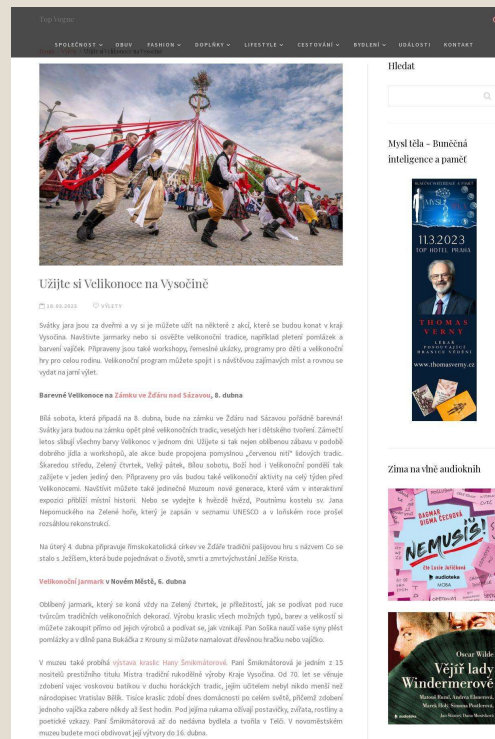 Top Vogue
SPOLEČNOST
OBUV
FASHION
DOPLŇKY
LIFESTYLE
CESTOVÁNÍ
BYDLENÍ
UDÁLOSTI
KONTAKT
Užijte si Velikonoce na Vysočině
VÝLETY
Svátky jara jsou za dveřmi a vy si je můžete užít na některé z akcí, které se budou konat v kraji
Vysočina. Navštivte jarmarky nebo si osvěžte velikonoční tradice, například pletení pomlázek a
barvení vajíček. Připraveny jsou také workshopy, řemeslné ukázky, programy pro děti a velikonoční
hry pro celou rodinu. Velikonoční program můžete spojit i s návštěvou zajímavých míst a rovnou se
vydat na jarní výlet.
Barevné Velikonoce na Zámku ve Žďáru nad Sázavou, 8. dubna
Bílá sobota, která připadá na 8. dubna, bude na zámku ve Žďáru nad Sázavou pořádně barevná!
Svátky jara budou na zámku opět plné velikonočních tradic, veselých her i dětského tvoření. Zámečtí
letos slibují všechny barvy Velikonoc v jednom dni. Užijete si tak nejen oblíbenou zábavu v podobě
dobrého jídla a workshopů, ale akce bude propojena pomyslnou „červenou nití" lidových tradic.
Škaredou středu, Zelený čtvrtek, Velký pátek, Bílou sobotu, Boží hod i Velikonoční pondělí tak
zažijete v jeden jediný den. Připraveny pro vás budou také velikonoční aktivity na celý týden před
Velikonocemi. Navštívit můžete také jedinečné Muzeum nové generace, které vám v interaktivní
expozici přiblíží místní historii. Nebo se vydejte k hvězdě hvězd, Poutnímu kostelu sv. Jana
Nepomuckého na Zelené hoře, který je zapsán v seznamu UNESCO a v loňském roce prošel
rozsáhlou rekonstrukcí.
Na úterý 4. dubna připravuje římskokatolická církev ve Žďáře tradiční pašijovou hru s názvem Co se
stalo s Ježíšem, která bude pojednávat o životě, smrti a zmrtvýchvstání Ježíše Krista.
Velikonoční jarmark v Novém Městě, 6. dubna
Oblíbený jarmark, který se koná vždy na Zelený čtvrtek, je příležitostí, jak se podívat pod ruce
tvůrcům tradičních velikonočních dekorací. Výrobu kraslic všech možných typů, barev a velikostí si
můžete zakoupit přímo od jejich výrobců a podívat se, jak vznikají. Pan Soška naučí vaše syny plést
pomlázky a v dílně pana Bukáčka z Krouny si můžete namalovat dřevěnou hračku nebo vajíčko.
V muzeu také probíhá výstava kraslic Hany Šmikmátorové. Paní Šmikmátorová je jedním z 15
nositelů prestižního titulu Mistra tradiční rukodělné výroby Kraje Vysočina. Od 70. let se věnuje
zdobení vajec voskovou batikou v duchu horáckých tradic, jejím učitelem nebyl nikdo menší než
národopisec Vratislav Bělík. Tisíce kraslic zdobí dnes domácnosti po celém světě, přičemž zdobení
jednoho vajíčka zabere někdy až šest hodin. Pod jejíma rukama ožívají postavičky, zvířata, rostliny a
poetické vzkazy. Paní Šmikmátorová až do nedávna bydlela a tvořila v Telči. V novoměstském
muzeu budete moci obdivovat její výtvory do 16. dubna.
Hledat
Mysl těla – Buněčná
inteligence a paměť
11.3.2023
TOP HOTEL PRAHA
THOMAS
VERNY
LÉKAŘ
POSOUVAJÍCÍ
HRANICE VĚDĚNÍ
www.thomasverny.cz
Zima na vlně audioknih
DAGMAR
DIGMA ČECHOVÁ
NEMUSÍŠ!
čte Lucie Juřičková
audioteka
MOBA
Oscar Wilde
Vějíř lady
Windermerové
audioteka